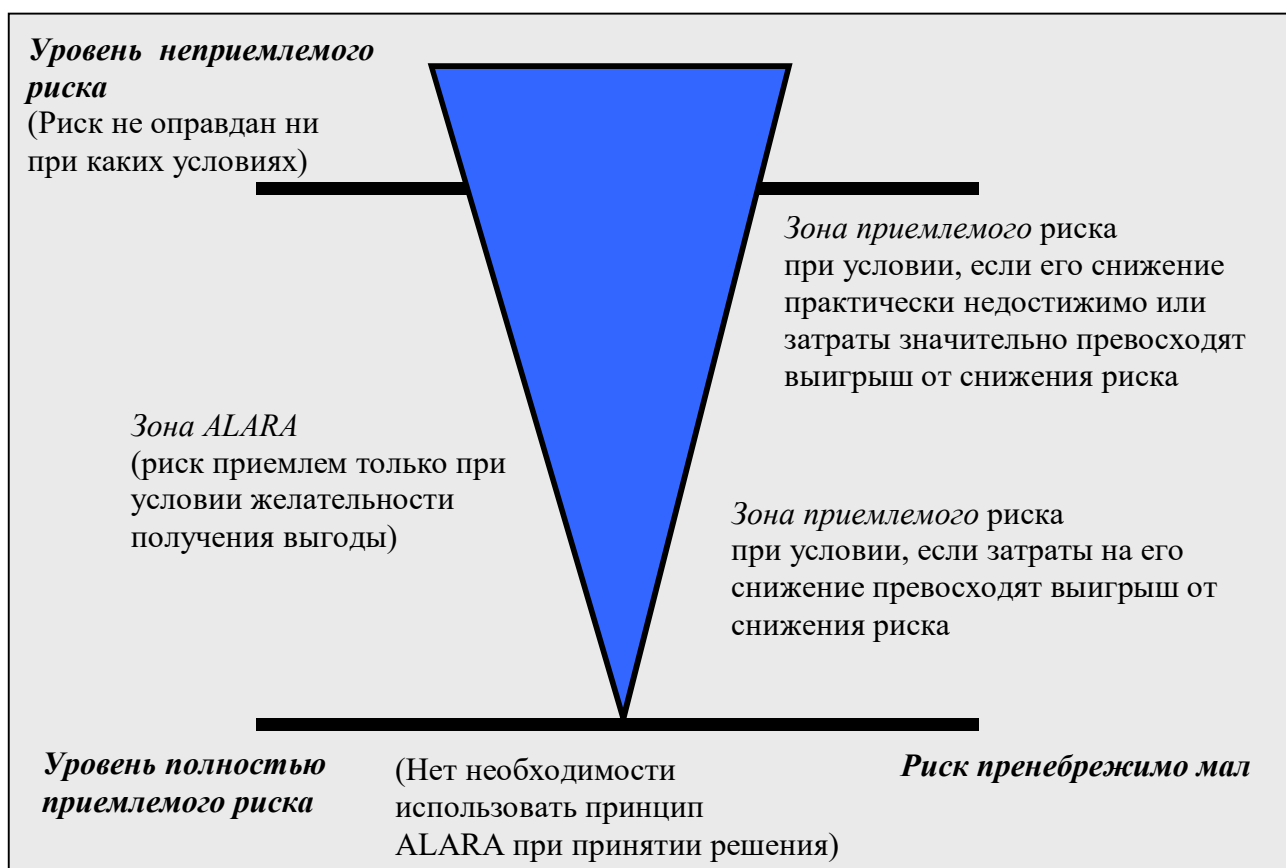 Уровень неприемлемого
риска
(Риск не оправдан ни
при каких условиях)
Зона приемлемого риска
при условии, если его снижение
практически недостижимо или
затраты значительно превосходят
выигрыш от снижения риска
Зона ALARA
(риск приемлем только при
условии желательности
получения выгоды)
Зона приемлемого риска
при условии, если затраты на его
снижение превосходят выигрыш от
снижения риска
Уровень полностью
приемлемого риска
(Нет необходимости
использовать принцип
ALARA при принятии решения)
Риск пренебрежимо мал